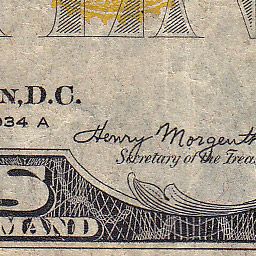 N, D.C.
934 A
Henry Morgenth
Secretary of the Treas
S
MAND